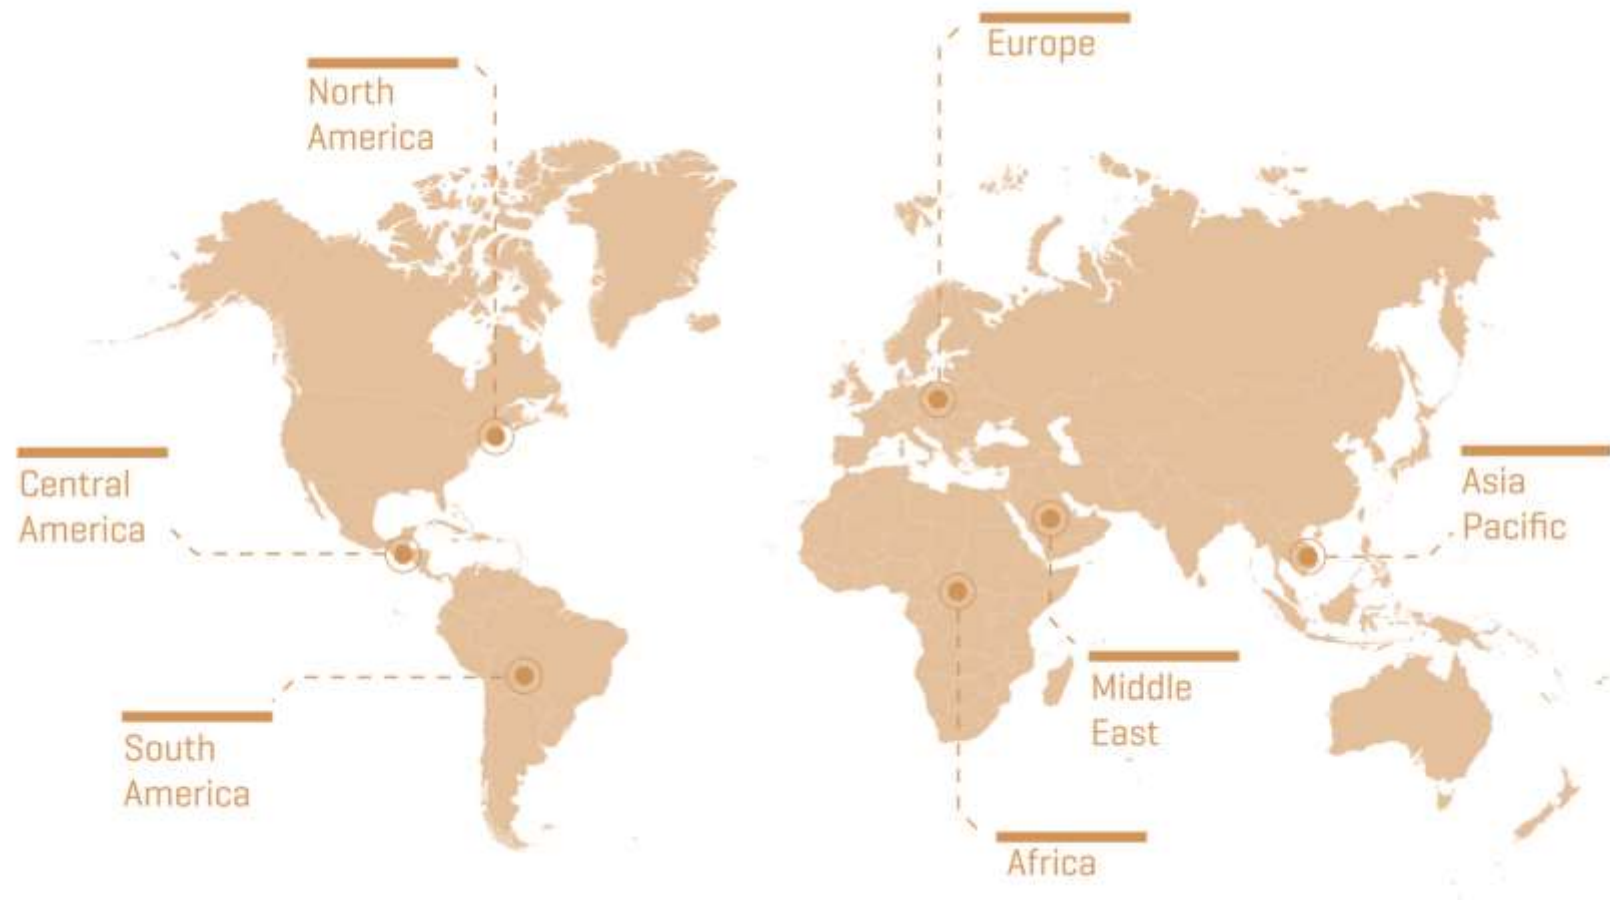 Europe
North
America
Central
America
Asia
Pacific
Middle
East
South
America
Africa